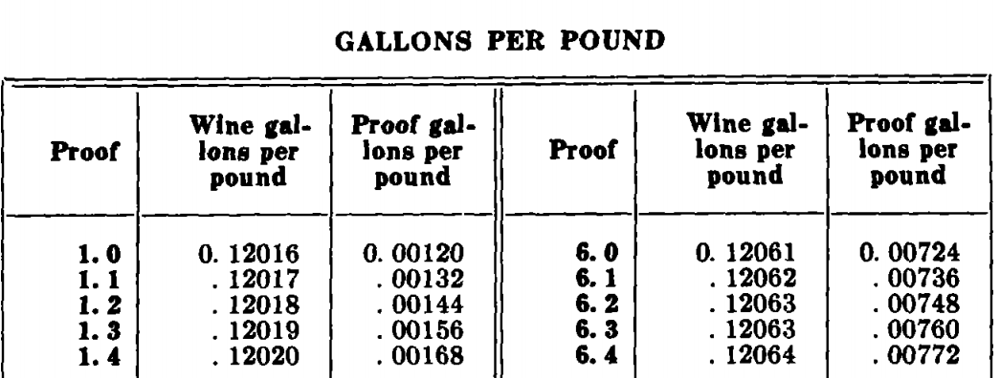 GALLONS PER POUND
Proof Wine gal- Proof gal- Proof Wine gal- Proof gal-
lons per lons per lons per lons per
pound pound pound pound
1. 0 0. 12016 0. 00120 6. 0 0. 12061 0. 00724
1. 1 . 12017 . 00132 6. 1 . 12062 . 00736
1. 2 . 12018 . 00144 6. 2 . 12063 . 00748
1. 3 . 12019 . 00156 6. 3 . 12063 . 00760
1. 4 . 12020 . 00168 6. 4 . 12064 . 00772